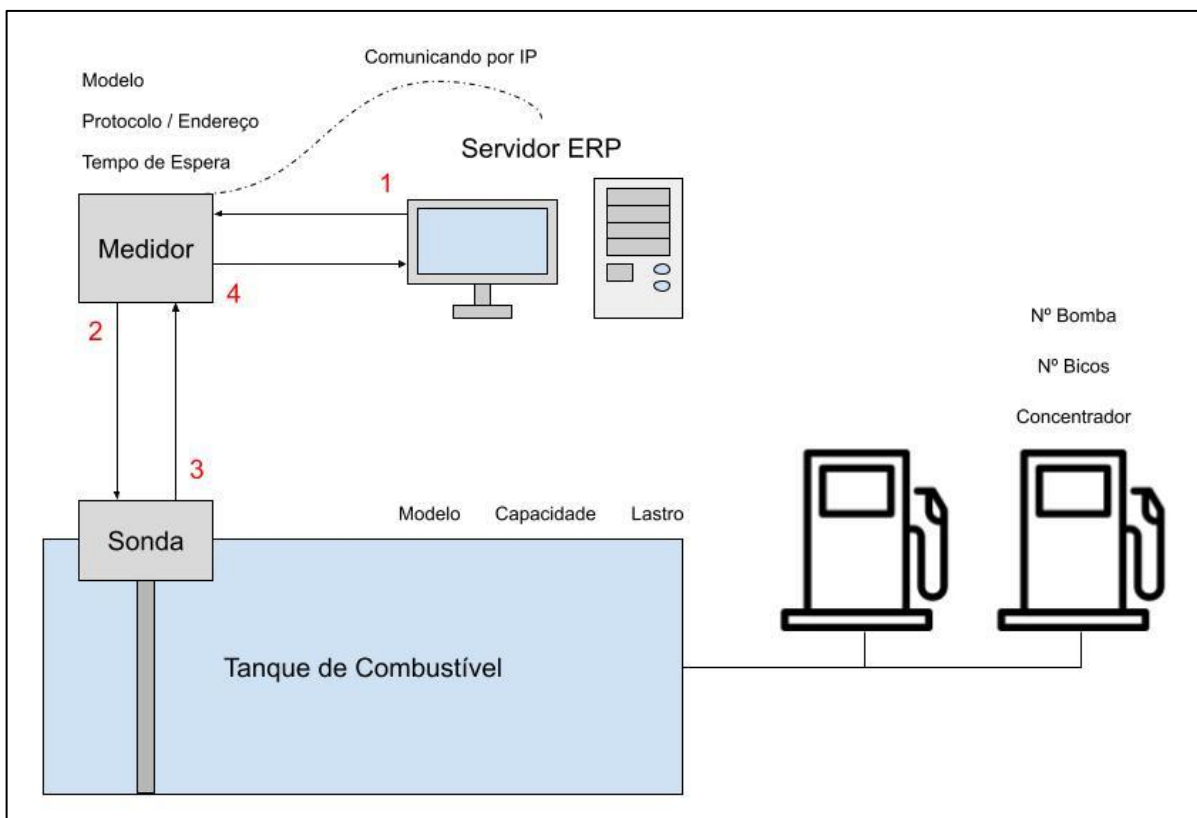 Comunicando por IP
Modelo
Protocolo / Endereço
Tempo de Espera
Servidor ERP
1
Medidor
4
2
3
Sonda
Modelo Capacidade Lastro
Tanque de Combustível
Nº Bomba
Nº Bicos
Concentrador